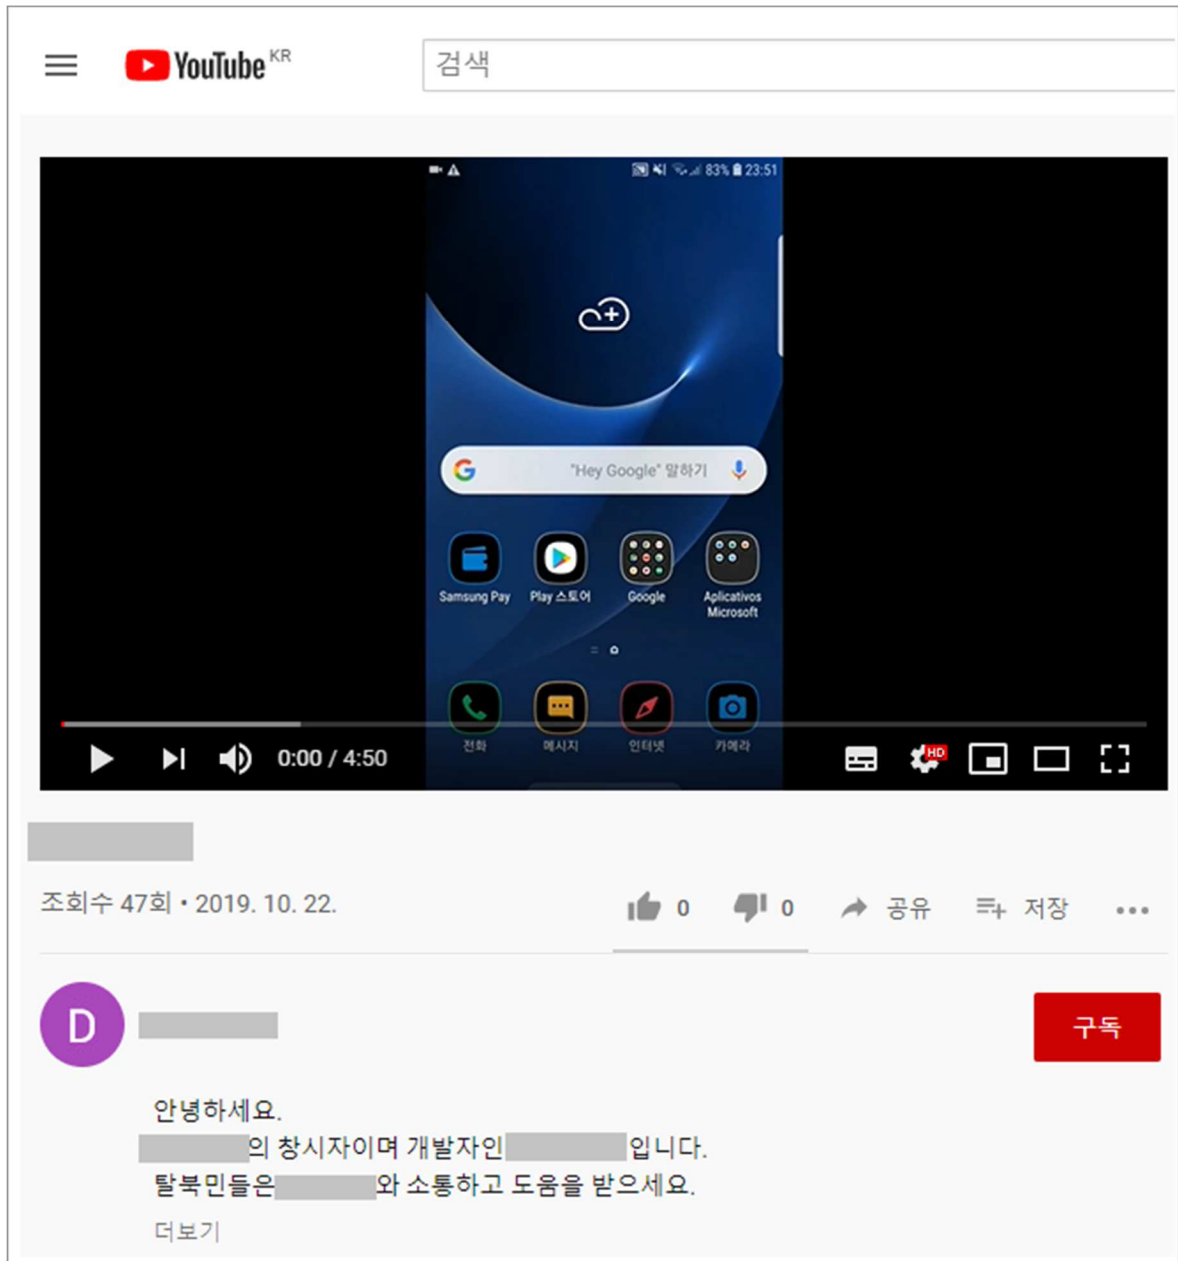 YouTube KR
검색
83% 23:51
"Hey Google" 말하기
Samsung Pay
Play 스토어
Google
Aplicativos
Microsoft
전화
메시지
인터넷
카메라
0:00 / 4:50
HD
조회수 47회 • 2019. 10. 22.
0
0
공유
저장
D
구독
안녕하세요.
의 창시자이며 개발자인 입니다.
탈북민들은 와 소통하고 도움을 받으세요.
더보기